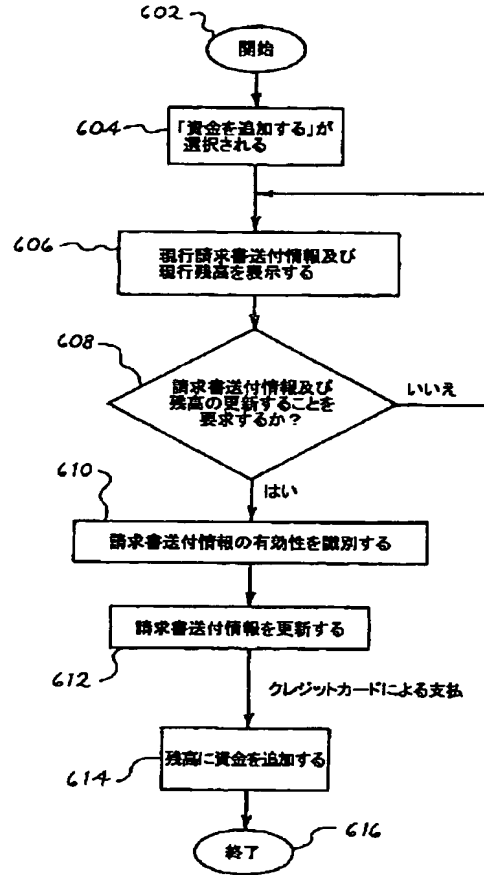 602
開始
604
「資金を追加する」が
選択される
606
現行請求書送付情報及び
現行残高を表示する
608
請求書送付情報及び
残高の更新することを
要求するか？
いいえ
はい
610
請求書送付情報の有効性を識別する
請求書送付情報を更新する
612
クレジットカードによる支払
残高に資金を追加する
614
終了
616